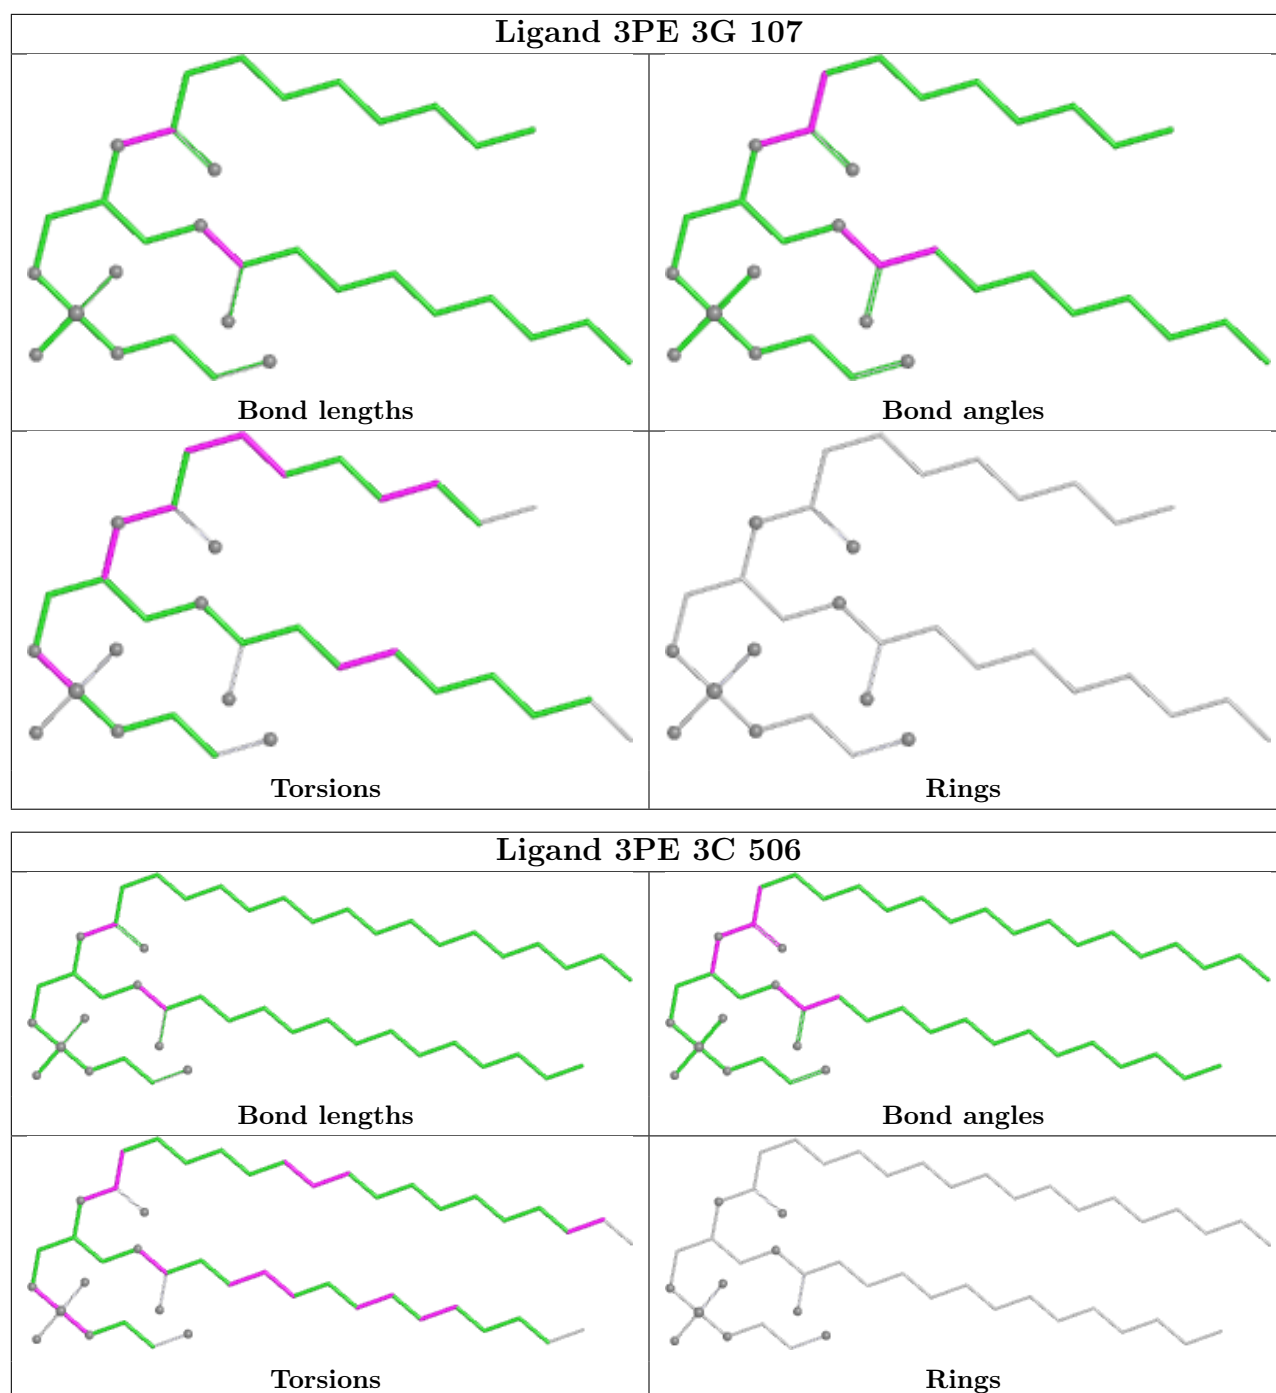 Ligand 3PE 3G 107
Bond lengths
Bond angles
Torsions
Rings
Ligand 3PE 3C 506
Bond lengths
Bond angles
Torsions
Rings